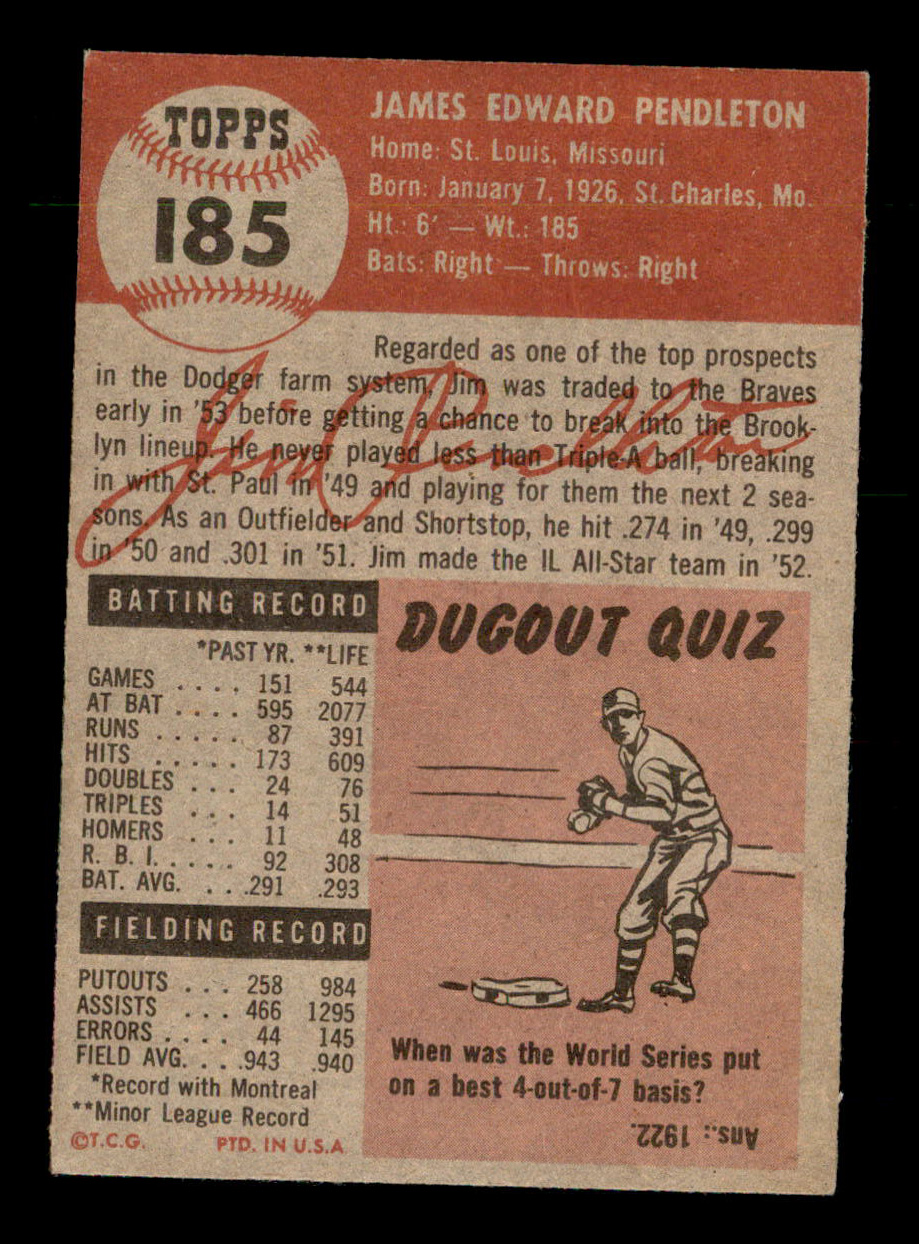 TOPPS
185
JAMES EDWARD PENDLETON
Home: St. Louis, Missouri
Born: January 7, 1926, St. Charles, Mo.
Ht.: 6' — Wt.: 185
Bats: Right — Throws: Right
Regarded as one of the top prospects
in the Dodger farm system, Jim was traded to the Braves
early in '53 before getting a chance to break into the Brook-
lyn lineup. He never played less than Triple-A ball, breaking
in with St. Paul in '49 and playing for them the next 2 sea-
sons. As an Outfielder and Shortstop, he hit .274 in '49, .299
in '50 and .301 in '51. Jim made the IL All-Star team in '52.
Jim Pendleton
BATTING RECORD
*PAST YR. **LIFE
GAMES . . . . 151 544
AT BAT . . . . 595 2077
RUNS . . . . . 87 391
HITS . . . . . 173 609
DOUBLES . . . 24 76
TRIPLES . . . 14 51
HOMERS . . . . 11 48
R. B. I. . . . . . 92 308
BAT. AVG. . . .291 .293
FIELDING RECORD
PUTOUTS . . . 258 984
ASSISTS . . . 466 1295
ERRORS . . . . 44 145
FIELD AVG. . . .943 .940
*Record with Montreal
**Minor League Record
©T.C.G. PTD. IN U.S.A
DUGOUT QUIZ
When was the World Series put
on a best 4-out-of-7 basis?
Ans.: 1922.